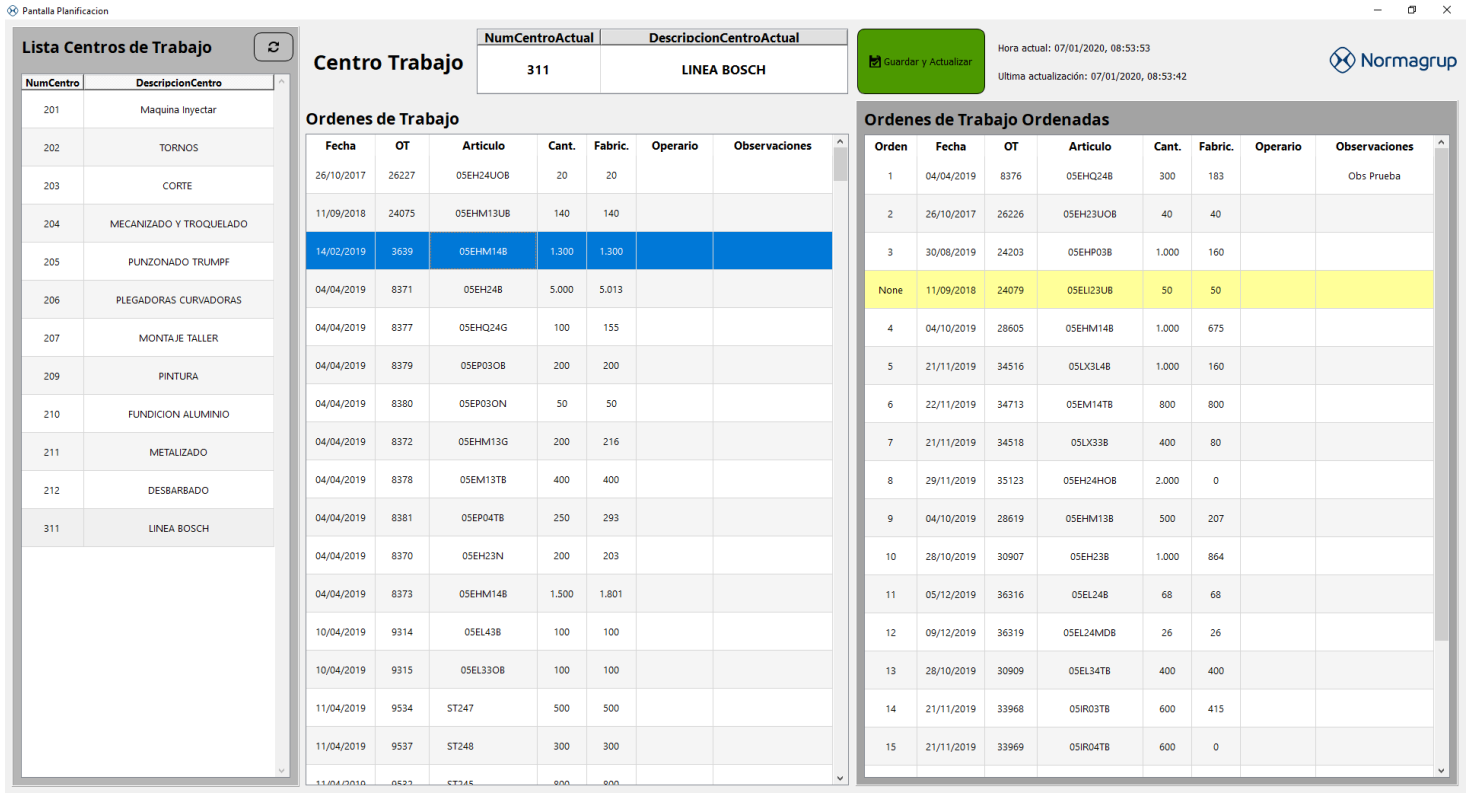 Pantalla Planificacion
Lista Centros de Trabajo
NumCentro DescripcionCentro
201 Maquina Inyectar
202 TORNOS
203 CORTE
204 MECANIZADO Y TROQUELADO
205 PUNZONADO TRUMPF
206 PLEGADORAS CURVADORAS
207 MONTAJE TALLER
209 PINTURA
210 FUNDICION ALUMINIO
211 METALIZADO
212 DESBARBADO
311 LINEA BOSCH
Centro Trabajo
NumCentroActual DescripcionCentroActual
311 LINEA BOSCH
Guardar y Actualizar
Hora actual: 07/01/2020, 08:53:53
Ultima actualización: 07/01/2020, 08:53:42
Normagrup
Ordenes de Trabajo
Fecha OT Articulo Cant. Fabric. Operario Observaciones
26/10/2017 26227 05EH24UOB 20 20
11/09/2018 24075 05EHM13UB 140 140
14/02/2019 3639 05EHM14B 1.300 1.300
04/04/2019 8371 05EH24B 5.000 5.013
04/04/2019 8377 05EHQ24G 100 155
04/04/2019 8379 05EP03OB 200 200
04/04/2019 8380 05EP03ON 50 50
04/04/2019 8372 05EHM13G 200 216
04/04/2019 8378 05EM13TB 400 400
04/04/2019 8381 05EP04TB 250 293
04/04/2019 8370 05EH23N 200 203
04/04/2019 8373 05EHM14B 1.500 1.801
10/04/2019 9314 05EL43B 100 100
10/04/2019 9315 05EL33OB 100 100
11/04/2019 9534 ST247 500 500
11/04/2019 9537 ST248 300 300
11/04/2019 9532 ST245 800 800
Ordenes de Trabajo Ordenadas
Orden Fecha OT Articulo Cant. Fabric. Operario Observaciones
1 04/04/2019 8376 05EHQ24B 300 183 Obs Prueba
2 26/10/2017 26226 05EH23UOB 40 40
3 30/08/2019 24203 05EHP03B 1.000 160
None 11/09/2018 24079 05ELI23UB 50 50
4 04/10/2019 28605 05EHM14B 1.000 675
5 21/11/2019 34516 05LX3L4B 1.000 160
6 22/11/2019 34713 05EM14TB 800 800
7 21/11/2019 34518 05LX33B 400 80
8 29/11/2019 35123 05EH24HOB 2.000 0
9 04/10/2019 28619 05EHM13B 500 207
10 28/10/2019 30907 05EH23B 1.000 864
11 05/12/2019 36316 05EL24B 68 68
12 09/12/2019 36319 05EL24MDB 26 26
13 28/10/2019 30909 05EL34TB 400 400
14 21/11/2019 33968 05IR03TB 600 415
15 21/11/2019 33969 05IR04TB 600 0